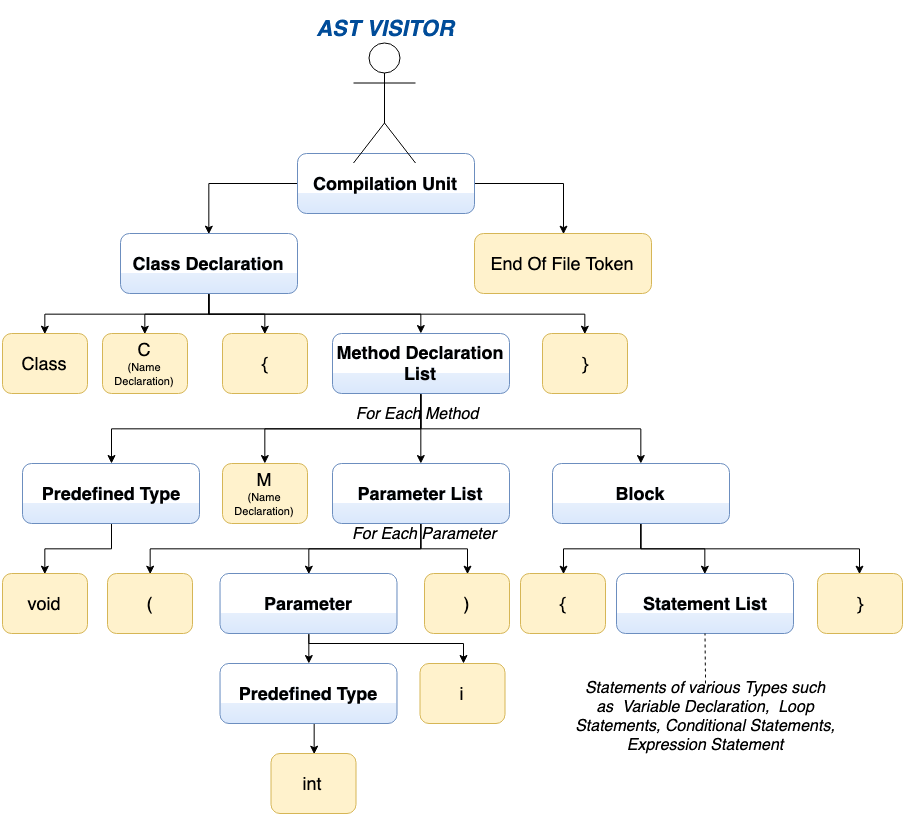 AST VISITOR
Compilation Unit
Class Declaration
End Of File Token
Class
C
(Name
Declaration)
{
Method Declaration
List
}
For Each Method
Predefined Type
M
(Name
Declaration)
Parameter List
Block
For Each Parameter
void
(
Parameter
)
{
Statement List
}
Predefined Type
i
Statements of various Types such
as Variable Declaration, Loop
Statements, Conditional Statements,
Expression Statement
int